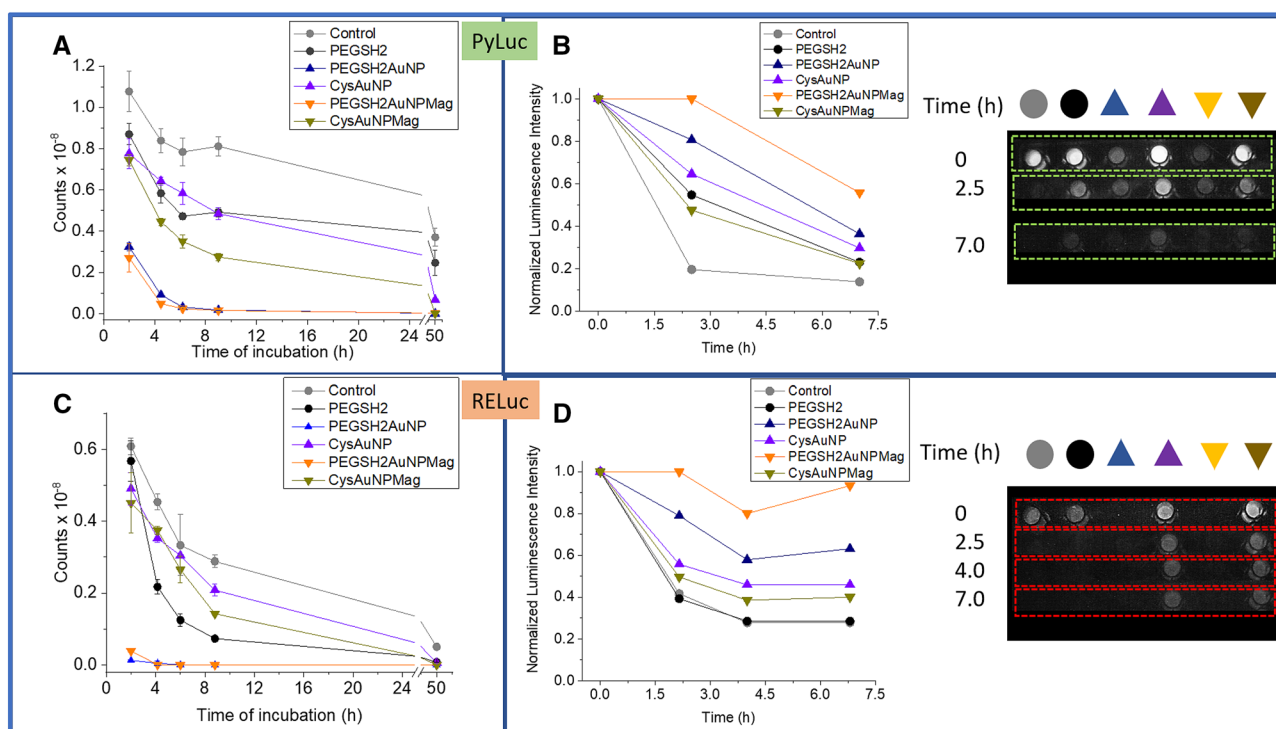 A
PyLuc
Control
PEGSH2
PEGSH2AuNP
CysAuNP
PEGSH2AuNPMag
CysAuNPMag
Counts x 10-8
1.2
1.0
0.8
0.6
0.4
0.2
0.0
0 4 8 12 16 20 24 50
Time of incubation (h)
B
Control
PEGSH2
PEGSH2AuNP
CysAuNP
PEGSH2AuNPMag
CysAuNPMag
Normalized Luminescence Intensity
1.0
0.8
0.6
0.4
0.2
0.0
0.0 1.5 3.0 4.5 6.0 7.5
Time (h)
Time (h)
0
2.5
7.0
C
RELuc
Control
PEGSH2
PEGSH2AuNP
CysAuNP
PEGSH2AuNPMag
CysAuNPMag
Counts x 10-8
0.6
0.4
0.2
0.0
0 4 8 12 16 20 24 50
Time of incubation (h)
D
Control
PEGSH2
PEGSH2AuNP
CysAuNP
PEGSH2AuNPMag
CysAuNPMag
Normalized Luminescence Intensity
1.0
0.8
0.6
0.4
0.2
0.0 1.5 3.0 4.5 6.0 7.5
Time (h)
Time (h)
0
2.5
4.0
7.0